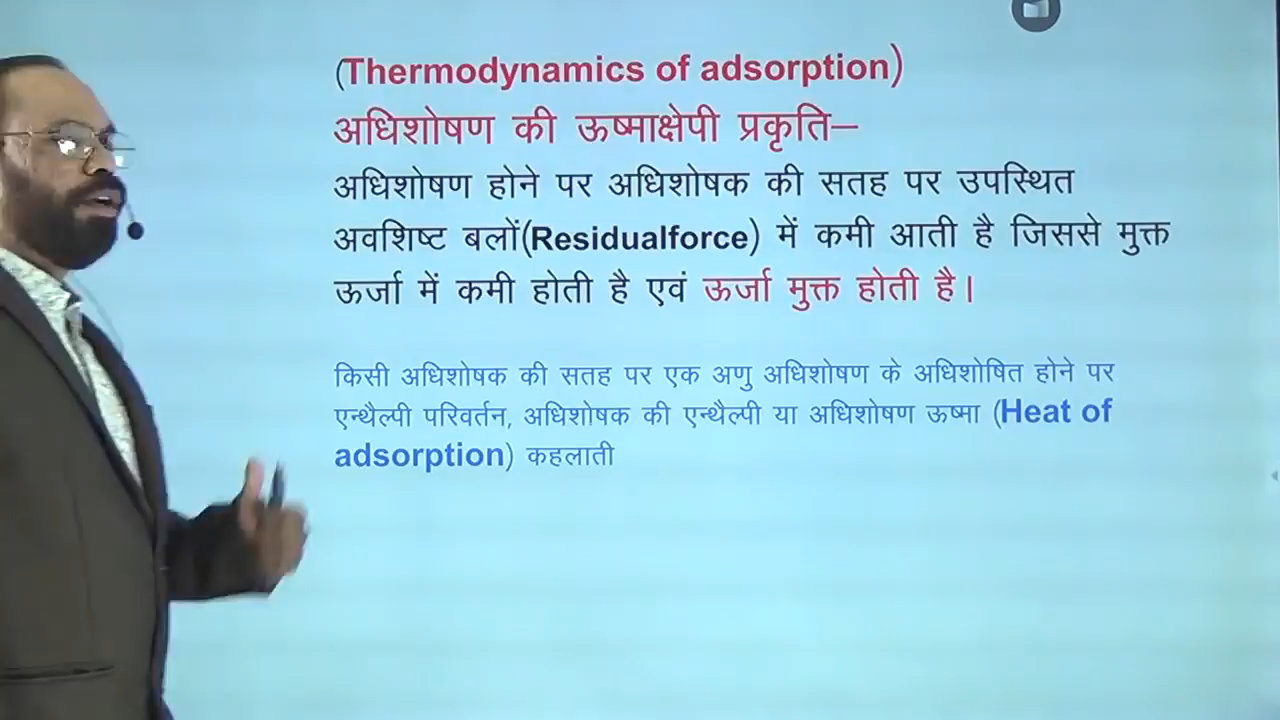 (Thermodynamics of adsorption)
अधिशोषण की ऊष्माक्षेपी प्रकृति–
अधिशोषण होने पर अधिशोषक की सतह पर उपस्थित
अवशिष्ट बलों(Residualforce) में कमी आती है जिससे मुक्त
ऊर्जा में कमी होती है एवं ऊर्जा मुक्त होती है।
किसी अधिशोषक की सतह पर एक अणु अधिशोषण के अधिशोषित होने पर
एन्थैल्पी परिवर्तन, अधिशोषक की एन्थैल्पी या अधिशोषण ऊष्मा (Heat of
adsorption) कहलाती